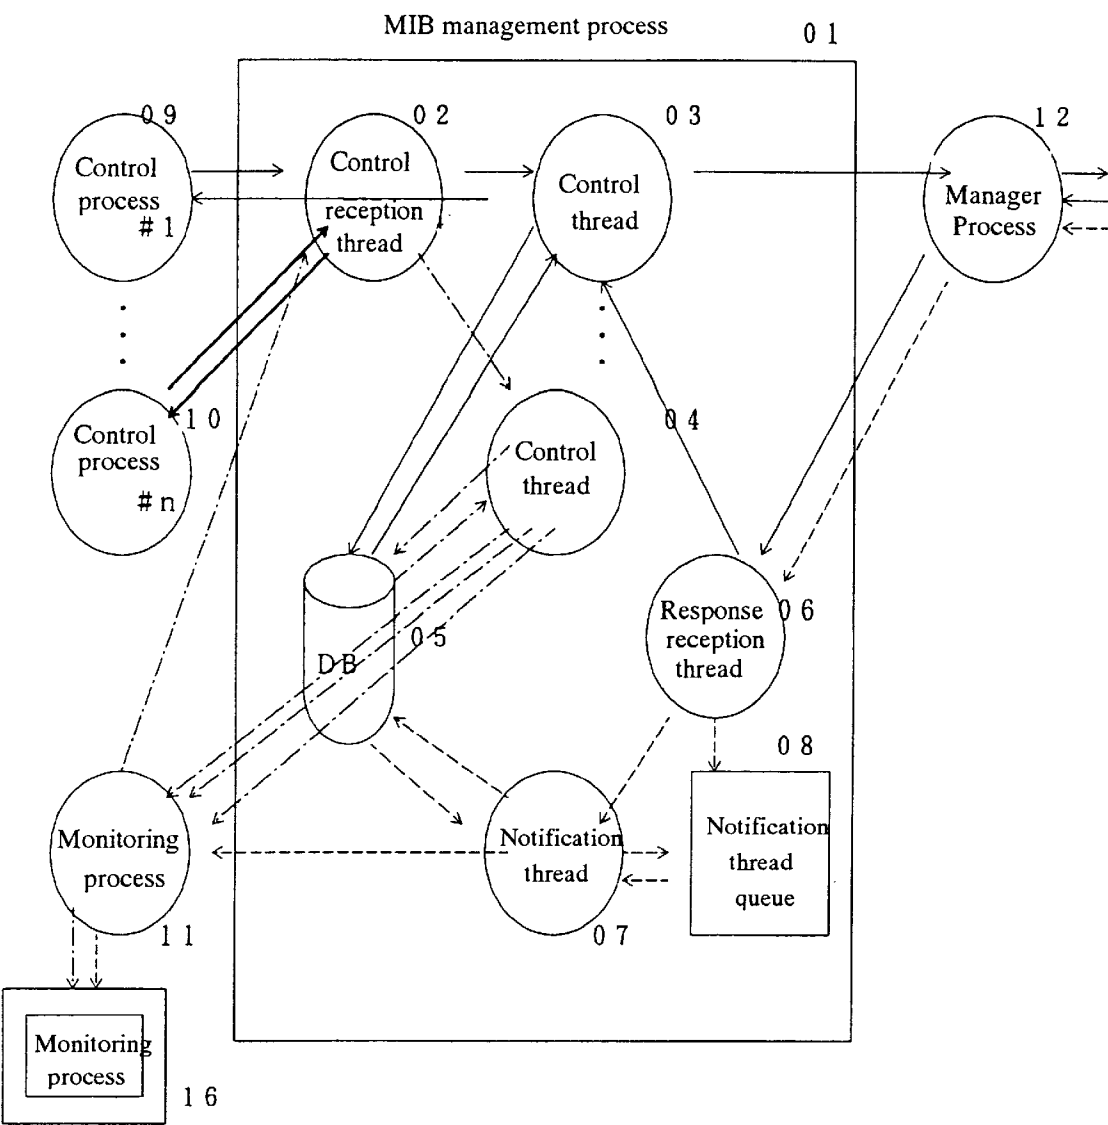 MIB management process
0 1
0 9
0 2
0 3
1 2
Control
process
#1
Control
reception
thread
Control
thread
Manager
Process
1 0
0 4
Control
process
#n
Control
thread
0 5
DB
Response
reception
thread
0 6
0 8
Monitoring
process
1 1
Notification
thread
0 7
Notification
thread
queue
Monitoring
process
1 6